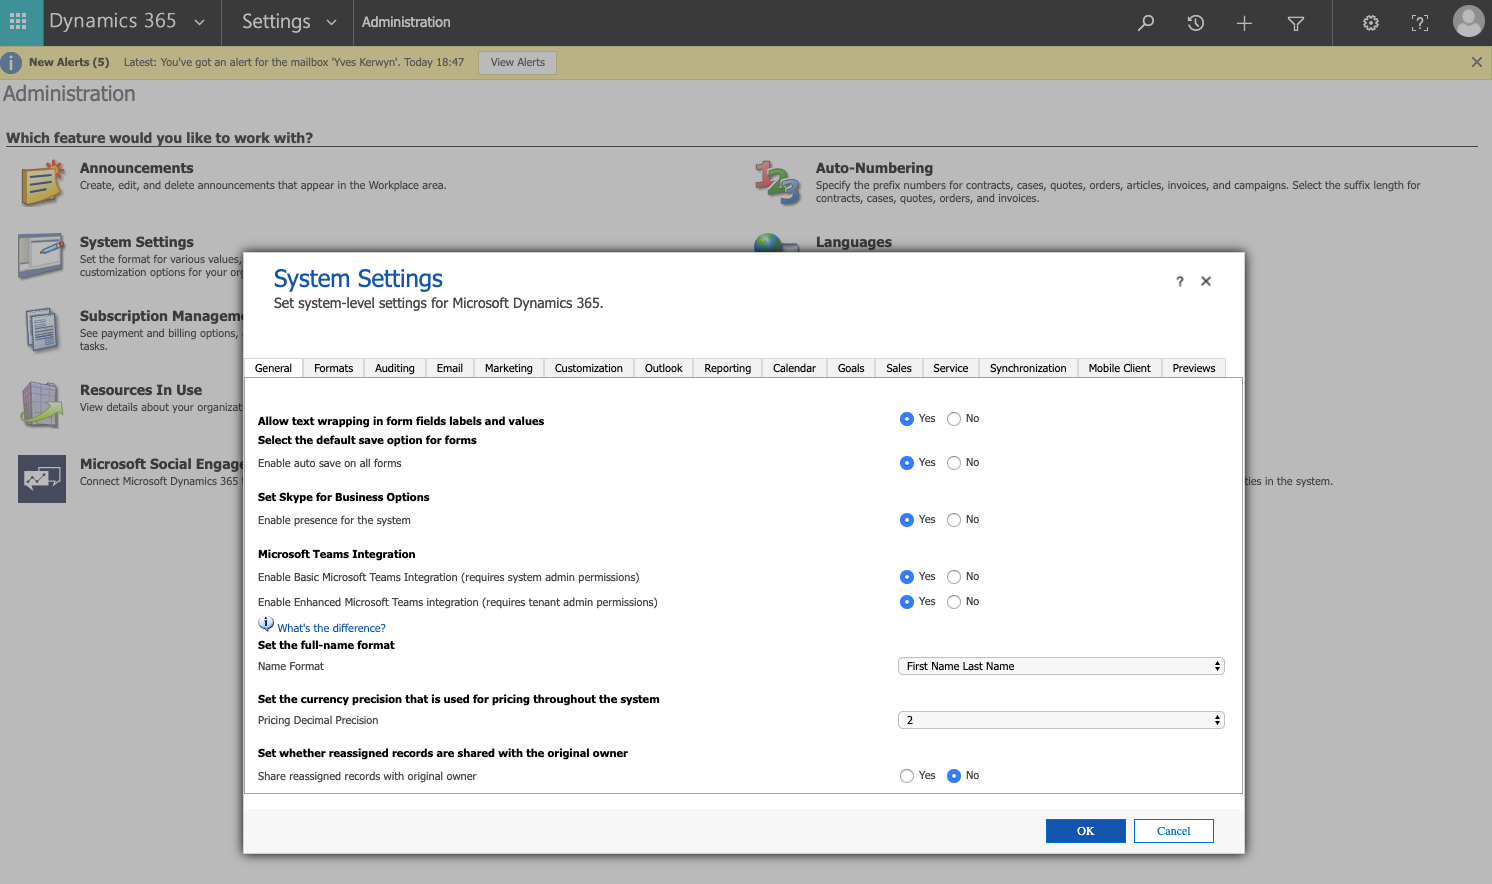 Dynamics 365
Settings
Administration
New Alerts (5)
Latest: You've got an alert for the mailbox 'Yves Kerwyn'. Today 18:47
View Alerts
Administration
Which feature would you like to work with?
Announcements
Create, edit, and delete announcements that appear in the Workplace area.
Auto-Numbering
Specify the prefix numbers for contracts, cases, quotes, orders, articles, invoices, and campaigns. Select the suffix length for
contracts, cases, quotes, orders, and invoices.
System Settings
Set the format for various values,
customization options for your org
Languages
Subscription Managem
See payment and billing options,
tasks.
Resources In Use
View details about your organizat
Microsoft Social Engage
Connect Microsoft Dynamics 365
ties in the system.
System Settings
Set system-level settings for Microsoft Dynamics 365.
?
General Formats Auditing Email Marketing Customization Outlook Reporting Calendar Goals Sales Service Synchronization Mobile Client Previews
Allow text wrapping in form fields labels and values Yes No
Select the default save option for forms
Enable auto save on all forms Yes No
Set Skype for Business Options
Enable presence for the system Yes No
Microsoft Teams Integration
Enable Basic Microsoft Teams Integration (requires system admin permissions) Yes No
Enable Enhanced Microsoft Teams integration (requires tenant admin permissions) Yes No
What's the difference?
Set the full-name format
Name Format First Name Last Name
Set the currency precision that is used for pricing throughout the system
Pricing Decimal Precision 2
Set whether reassigned records are shared with the original owner
Share reassigned records with original owner Yes No
OK Cancel